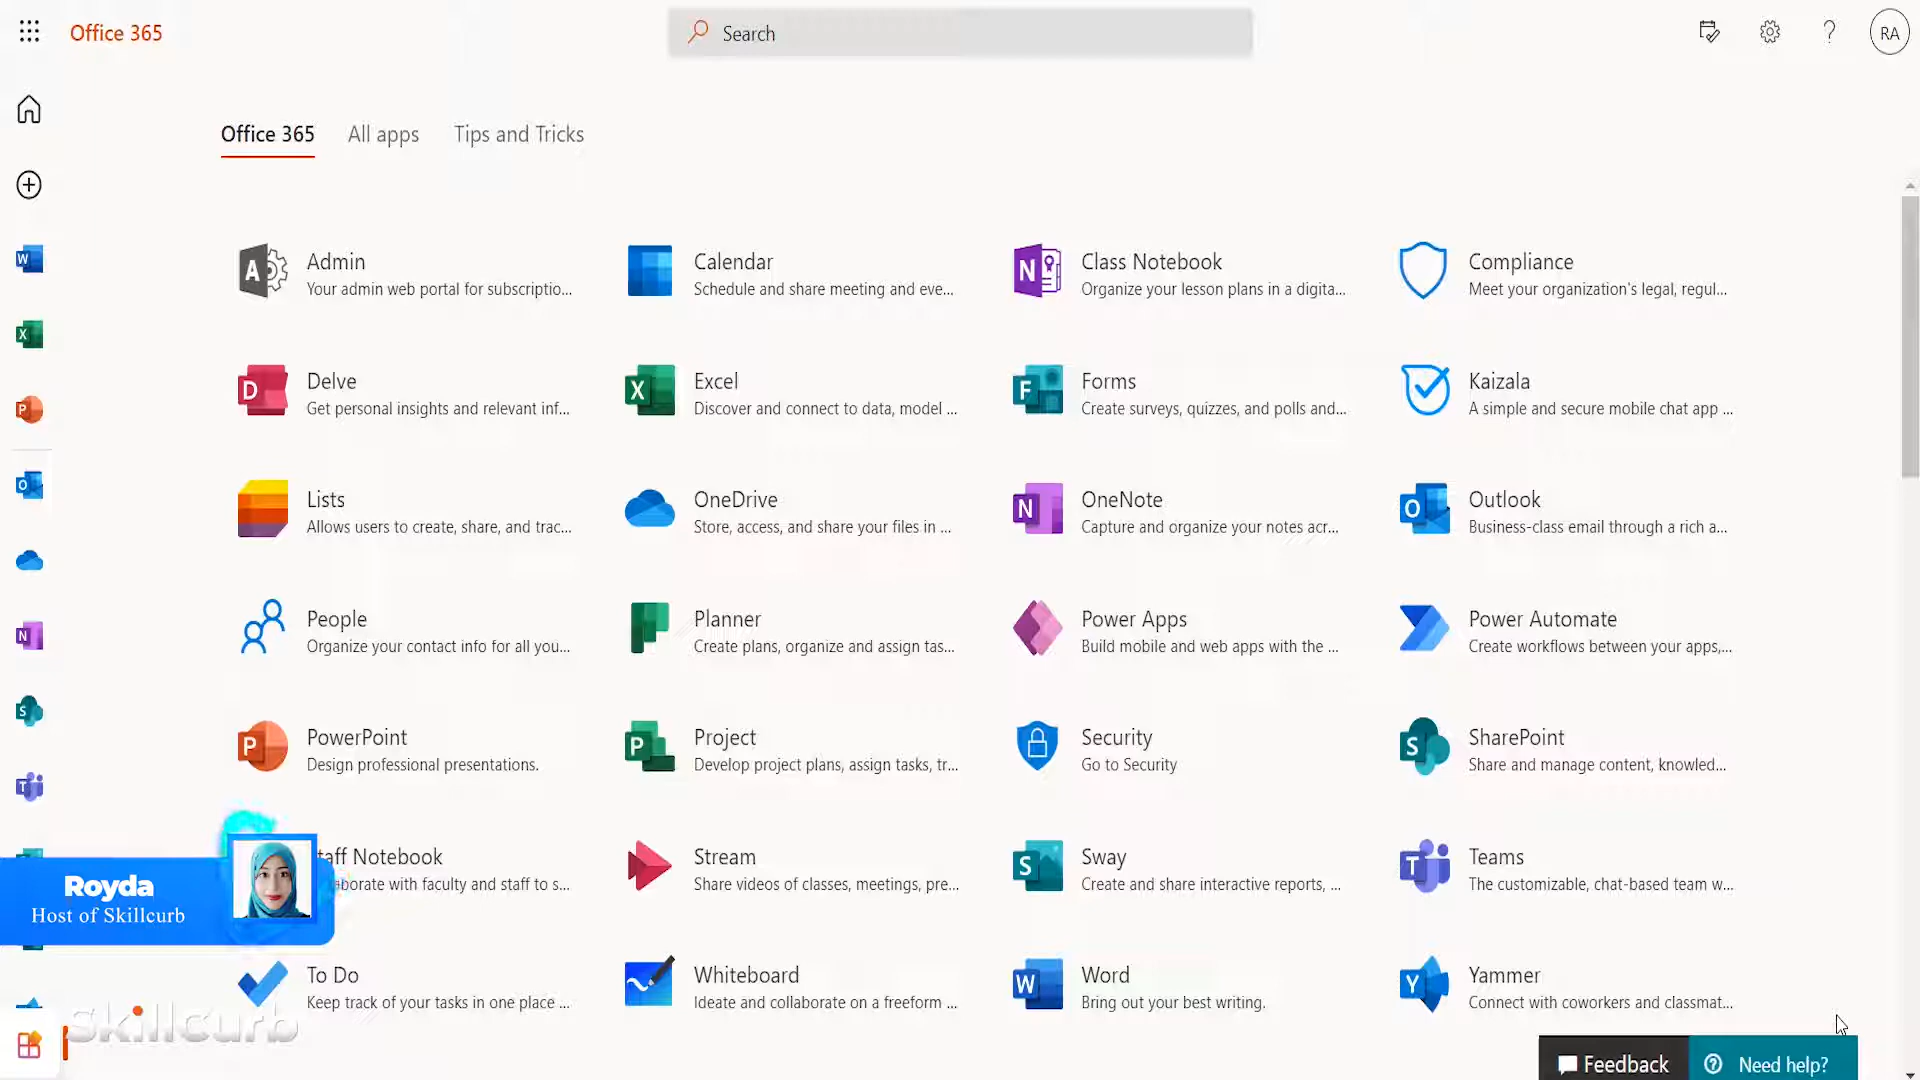 Office 365
Search
RA
Office 365
All apps
Tips and Tricks
Admin
Your admin web portal for subscriptio...
Calendar
Schedule and share meeting and eve...
Class Notebook
Organize your lesson plans in a digita...
Compliance
Meet your organization's legal, regul...
Delve
Get personal insights and relevant inf...
Excel
Discover and connect to data, model ...
Forms
Create surveys, quizzes, and polls and...
Kaizala
A simple and secure mobile chat app ...
Lists
Allows users to create, share, and trac...
OneDrive
Store, access, and share your files in ...
OneNote
Capture and organize your notes acr...
Outlook
Business-class email through a rich a...
People
Organize your contact info for all you...
Planner
Create plans, organize and assign tas...
Power Apps
Build mobile and web apps with the ...
Power Automate
Create workflows between your apps,...
PowerPoint
Design professional presentations.
Project
Develop project plans, assign tasks, tr...
Security
Go to Security
SharePoint
Share and manage content, knowled...
taff Notebook
aborate with faculty and staff to s...
Stream
Share videos of classes, meetings, pre...
Sway
Create and share interactive reports, ...
Teams
The customizable, chat-based team w...
Royda
Host of Skillcurb
To Do
Keep track of your tasks in one place ...
Whiteboard
Ideate and collaborate on a freeform ...
Word
Bring out your best writing.
Yammer
Connect with coworkers and classmat...
Skillcurb
Feedback
Need help?